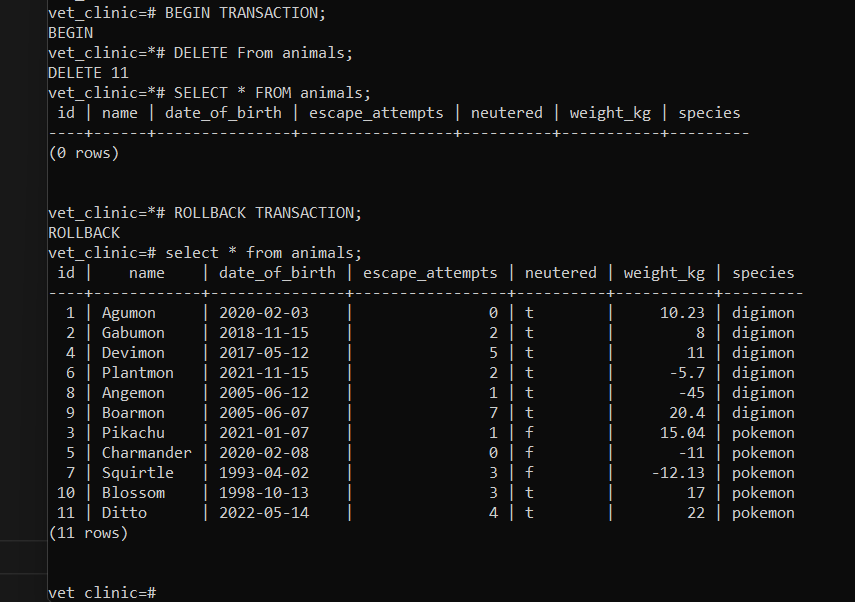 vet_clinic=# BEGIN TRANSACTION;
BEGIN
vet_clinic=*# DELETE From animals;
DELETE 11
vet_clinic=*# SELECT * FROM animals;
 id | name | date_of_birth | escape_attempts | neutered | weight_kg | species
----+------+---------------+-----------------+----------+-----------+---------
(0 rows)
vet_clinic=*# ROLLBACK TRANSACTION;
ROLLBACK
vet_clinic=# select * from animals;
 id |    name    | date_of_birth | escape_attempts | neutered | weight_kg | species
----+------------+---------------+-----------------+----------+-----------+---------
  1 | Agumon     | 2020-02-03    |               0 | t        |     10.23 | digimon
  2 | Gabumon    | 2018-11-15    |               2 | t        |         8 | digimon
  4 | Devimon    | 2017-05-12    |               5 | t        |        11 | digimon
  6 | Plantmon   | 2021-11-15    |               2 | t        |      -5.7 | digimon
  8 | Angemon    | 2005-06-12    |               1 | t        |       -45 | digimon
  9 | Boarmon    | 2005-06-07    |               7 | t        |      20.4 | digimon
  3 | Pikachu    | 2021-01-07    |               1 | f        |     15.04 | pokemon
  5 | Charmander | 2020-02-08    |               0 | f        |       -11 | pokemon
  7 | Squirtle   | 1993-04-02    |               3 | f        |    -12.13 | pokemon
 10 | Blossom    | 1998-10-13    |               3 | t        |        17 | pokemon
 11 | Ditto      | 2022-05-14    |               4 | t        |        22 | pokemon
(11 rows)
vet_clinic=#